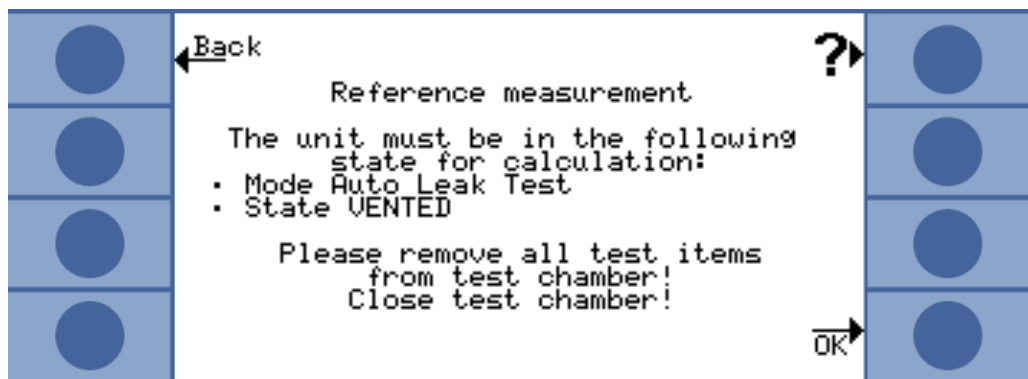 Back
?
Reference measurement
The unit must be in the following
state for calculation:
· Mode Auto Leak Test
· State VENTED
Please remove all test items
from test chamber!
Close test chamber!
OK